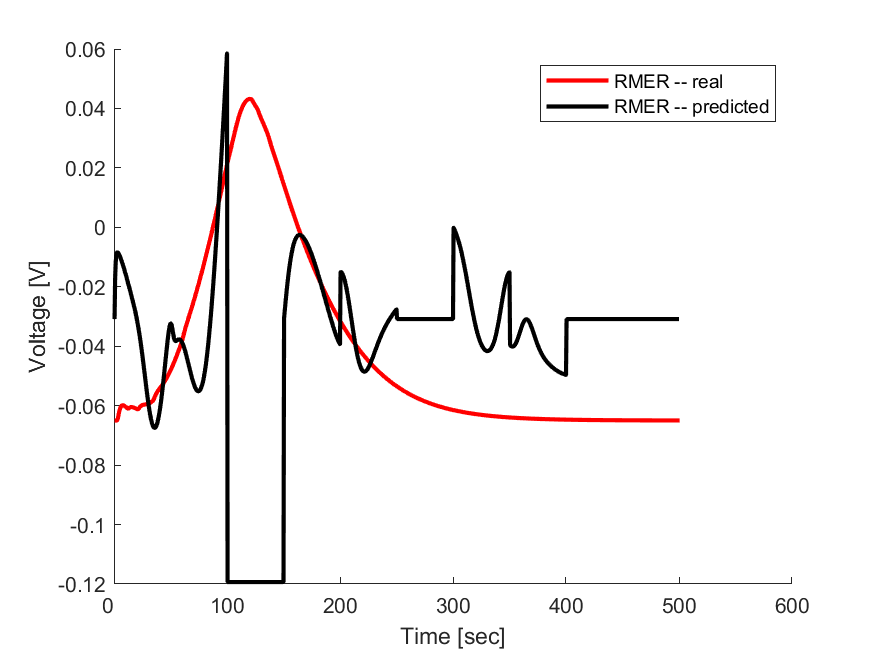 RMER -- real
RMER -- predicted
0.06
0.04
0.02
0
-0.02
-0.04
-0.06
-0.08
-0.1
-0.12
Voltage [V]
0 100 200 300 400 500 600
Time [sec]